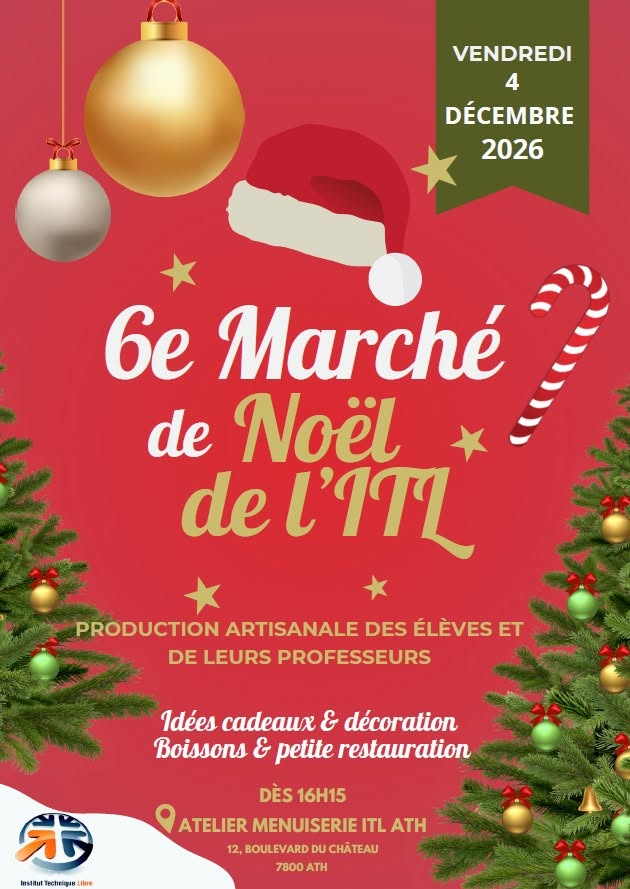 VENDREDI
4
DÉCEMBRE
2026
6e Marché
de Noël
de l'ITL
PRODUCTION ARTISANALE DES ÉLÈVES ET
DE LEURS PROFESSEURS
Idées cadeaux & décoration
Boissons & petite restauration
DÈS 16H15
ATELIER MENUISERIE ITL ATH
12, BOULEVARD DU CHÂTEAU
7800 ATH
Institut Technique Libre